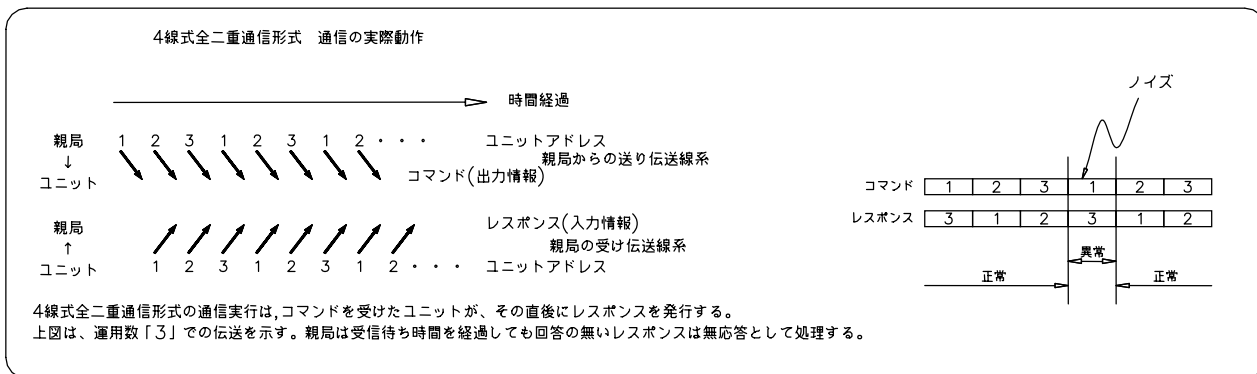 4線式全二重通信形式 通信の実際動作
時間経過
親局 1 2 3 1 2 3 1 2 ・・・ ユニットアドレス
↓ 親局からの送り伝送線系
ユニット コマンド(出力情報)
親局 レスポンス(入力情報)
↑ 親局の受け伝送線系
ユニット 1 2 3 1 2 3 1 2 ・・・ ユニットアドレス
ノイズ
コマンド 1 2 3 1 2 3
レスポンス 3 1 2 3 1 2
異常
正常 正常
4線式全二重通信形式の通信実行は,コマンドを受けたユニットが、その直後にレスポンスを発行する。
上図は、運用数「3」での伝送を示す。親局は受信待ち時間を経過しても回答の無いレスポンスは無応答として処理する。